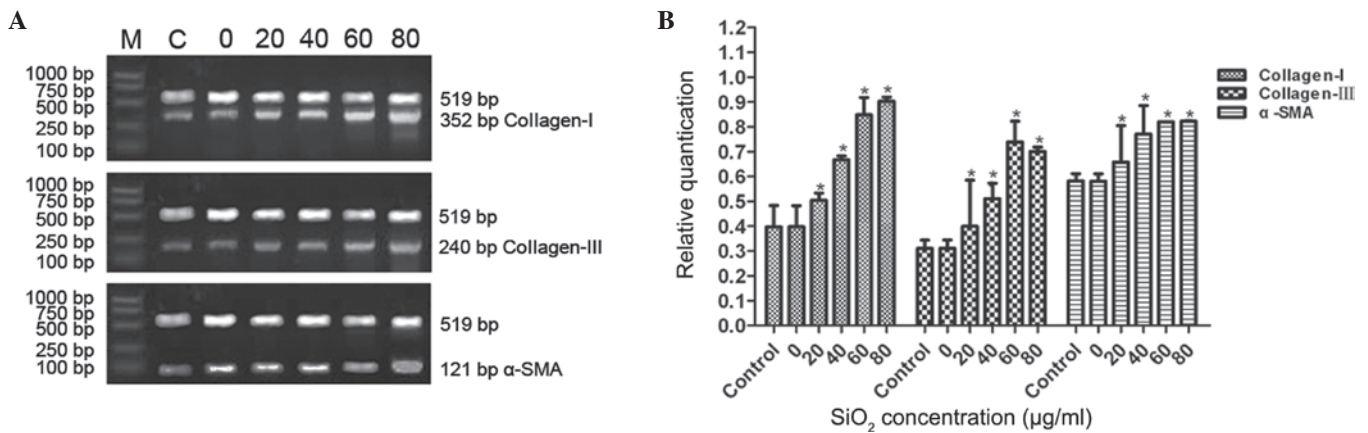 A
M C 0 20 40 60 80
1000 bp
750 bp
500 bp
250 bp
100 bp
519 bp
352 bp Collagen-I
1000 bp
750 bp
500 bp
250 bp
100 bp
519 bp
240 bp Collagen-III
1000 bp
750 bp
500 bp
250 bp
100 bp
519 bp
121 bp α-SMA
B
Relative quantication
1.2
1.1
1.0
0.9
0.8
0.7
0.6
0.5
0.4
0.3
0.2
0.1
0.0
* * * * * * * * * * * *
Control 0 20 40 60 80 Control 0 20 40 60 80 Control 0 20 40 60 80
SiO₂ concentration (µg/ml)
Collagen-I
Collagen-III
α-SMA